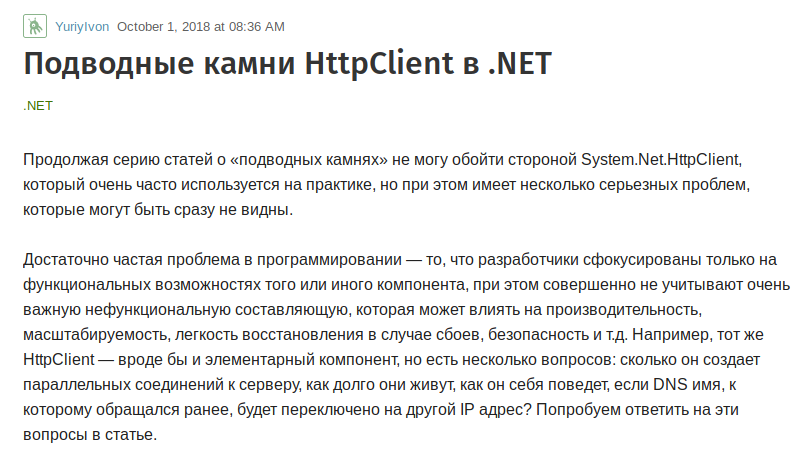 YuriyIvon October 1, 2018 at 08:36 AM
Подводные камни HttpClient в .NET
.NET
Продолжая серию статей о «подводных камнях» не могу обойти стороной System.Net.HttpClient,
который очень часто используется на практике, но при этом имеет несколько серьезных проблем,
которые могут быть сразу не видны.
Достаточно частая проблема в программировании — то, что разработчики сфокусированы только на
функциональных возможностях того или иного компонента, при этом совершенно не учитывают очень
важную нефункциональную составляющую, которая может влиять на производительность,
масштабируемость, легкость восстановления в случае сбоев, безопасность и т.д. Например, тот же
HttpClient — вроде бы и элементарный компонент, но есть несколько вопросов: сколько он создает
параллельных соединений к серверу, как долго они живут, как он себя поведет, если DNS имя, к
которому обращался ранее, будет переключено на другой IP адрес? Попробуем ответить на эти
вопросы в статье.